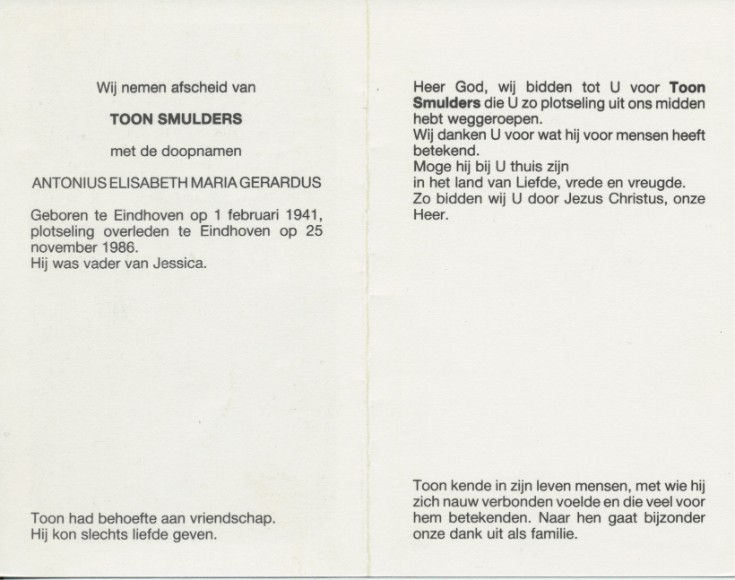 Wij nemen afscheid van
TOON SMULDERS
met de doopnamen
ANTONIUS ELISABETH MARIA GERARDUS
Geboren te Eindhoven op 1 februari 1941,
plotseling overleden te Eindhoven op 25
november 1986.
Hij was vader van Jessica.
Toon had behoefte aan vriendschap.
Hij kon slechts liefde geven.
Heer God, wij bidden tot U voor Toon
Smulders die U zo plotseling uit ons midden
hebt weggeroepen.
Wij danken U voor wat hij voor mensen heeft
betekend.
Moge hij bij U thuis zijn
in het land van Liefde, vrede en vreugde.
Zo bidden wij U door Jezus Christus, onze
Heer.
Toon kende in zijn leven mensen, met wie hij
zich nauw verbonden voelde en die veel voor
hem betekenden. Naar hen gaat bijzonder
onze dank uit als familie.